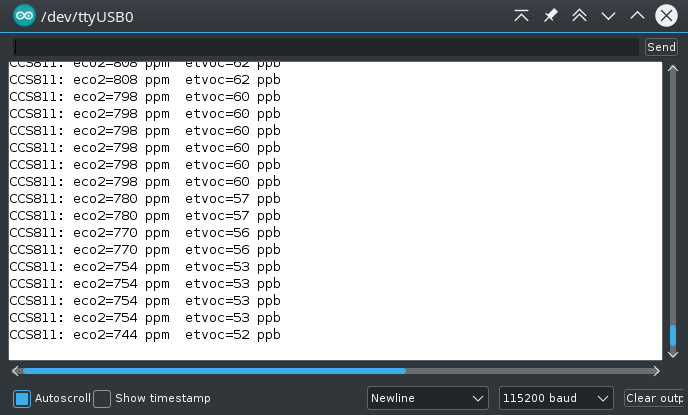 /dev/ttyUSB0
Send
CCS811: eco2=808 ppm  etvoc=62 ppb
CCS811: eco2=808 ppm  etvoc=62 ppb
CCS811: eco2=798 ppm  etvoc=60 ppb
CCS811: eco2=798 ppm  etvoc=60 ppb
CCS811: eco2=798 ppm  etvoc=60 ppb
CCS811: eco2=798 ppm  etvoc=60 ppb
CCS811: eco2=798 ppm  etvoc=60 ppb
CCS811: eco2=798 ppm  etvoc=60 ppb
CCS811: eco2=780 ppm  etvoc=57 ppb
CCS811: eco2=780 ppm  etvoc=57 ppb
CCS811: eco2=770 ppm  etvoc=56 ppb
CCS811: eco2=770 ppm  etvoc=56 ppb
CCS811: eco2=754 ppm  etvoc=53 ppb
CCS811: eco2=754 ppm  etvoc=53 ppb
CCS811: eco2=754 ppm  etvoc=53 ppb
CCS811: eco2=754 ppm  etvoc=53 ppb
CCS811: eco2=744 ppm  etvoc=52 ppb
Autoscroll Show timestamp Newline 115200 baud Clear outp